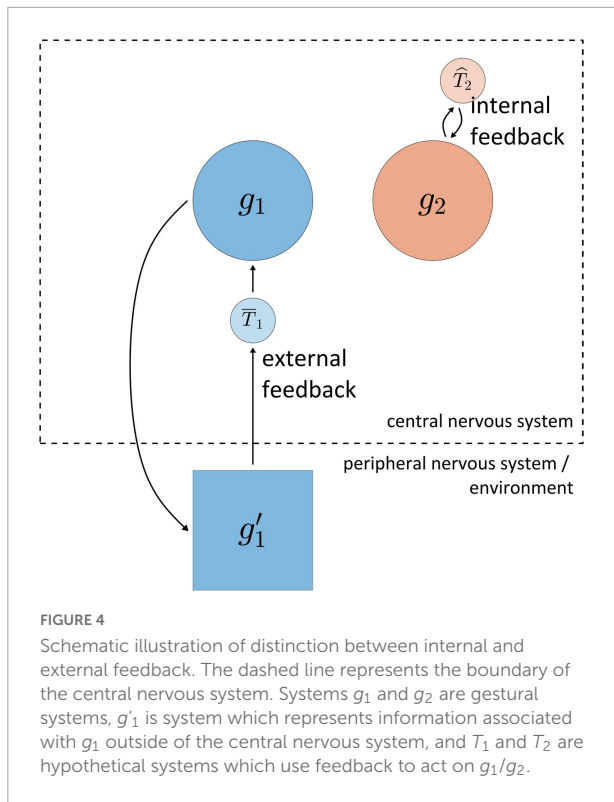 T̂₂
internal
feedback
g₁
g₂
T̅₁
external
feedback
central nervous system
peripheral nervous system /
environment
g′₁
FIGURE 4
Schematic illustration of distinction between internal and
external feedback. The dashed line represents the boundary of
the central nervous system. Systems g₁ and g₂ are gestural
systems, g'₁ is system which represents information associated
with g₁ outside of the central nervous system, and T₁ and T₂ are
hypothetical systems which use feedback to act on g₁/g₂.